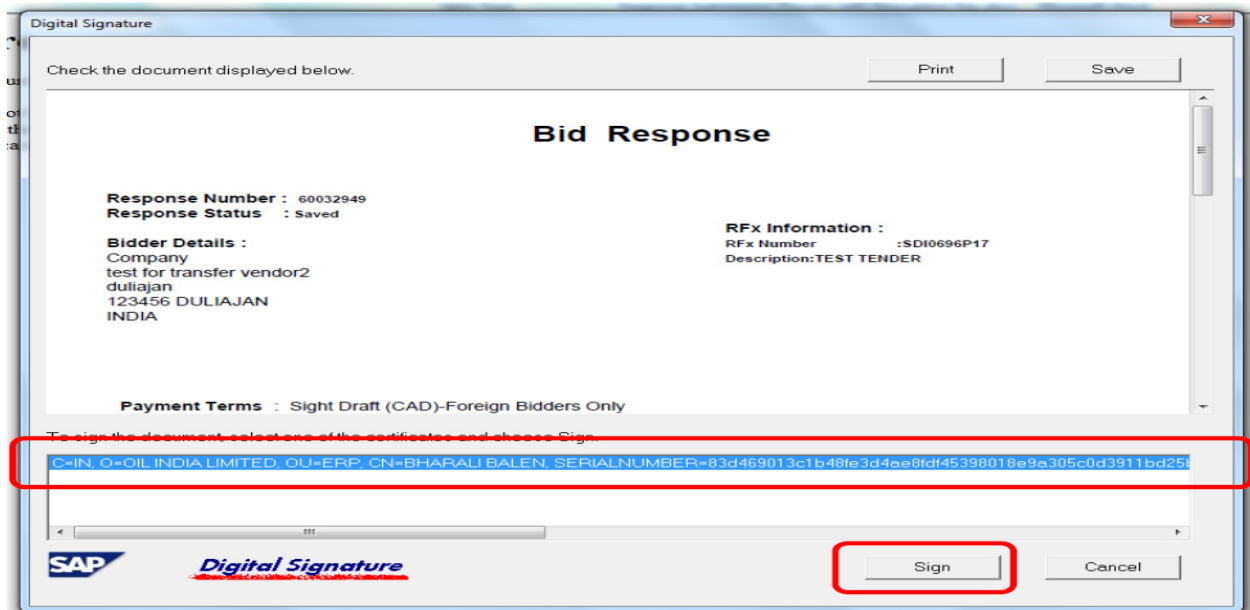 Digital Signature
Check the document displayed below.
Print
Save
Bid Response
Response Number : 60032949
Response Status : Saved
Bidder Details :
Company
test for transfer vendor2
duliajan
123456 DULIAJAN
INDIA
RFx Information :
RFx Number :SDI0696P17
Description:TEST TENDER
Payment Terms : Sight Draft (CAD)-Foreign Bidders Only
To sign the document, select one of the certificates and choose Sign.
C=IN, O=OIL INDIA LIMITED, OU=ERP, CN=BHARALI BALEN, SERIALNUMBER=83d469013c1b48fe3d4ae8fdf45398018e9a305c0d3911bd25
SAP
Digital Signature
Sign
Cancel